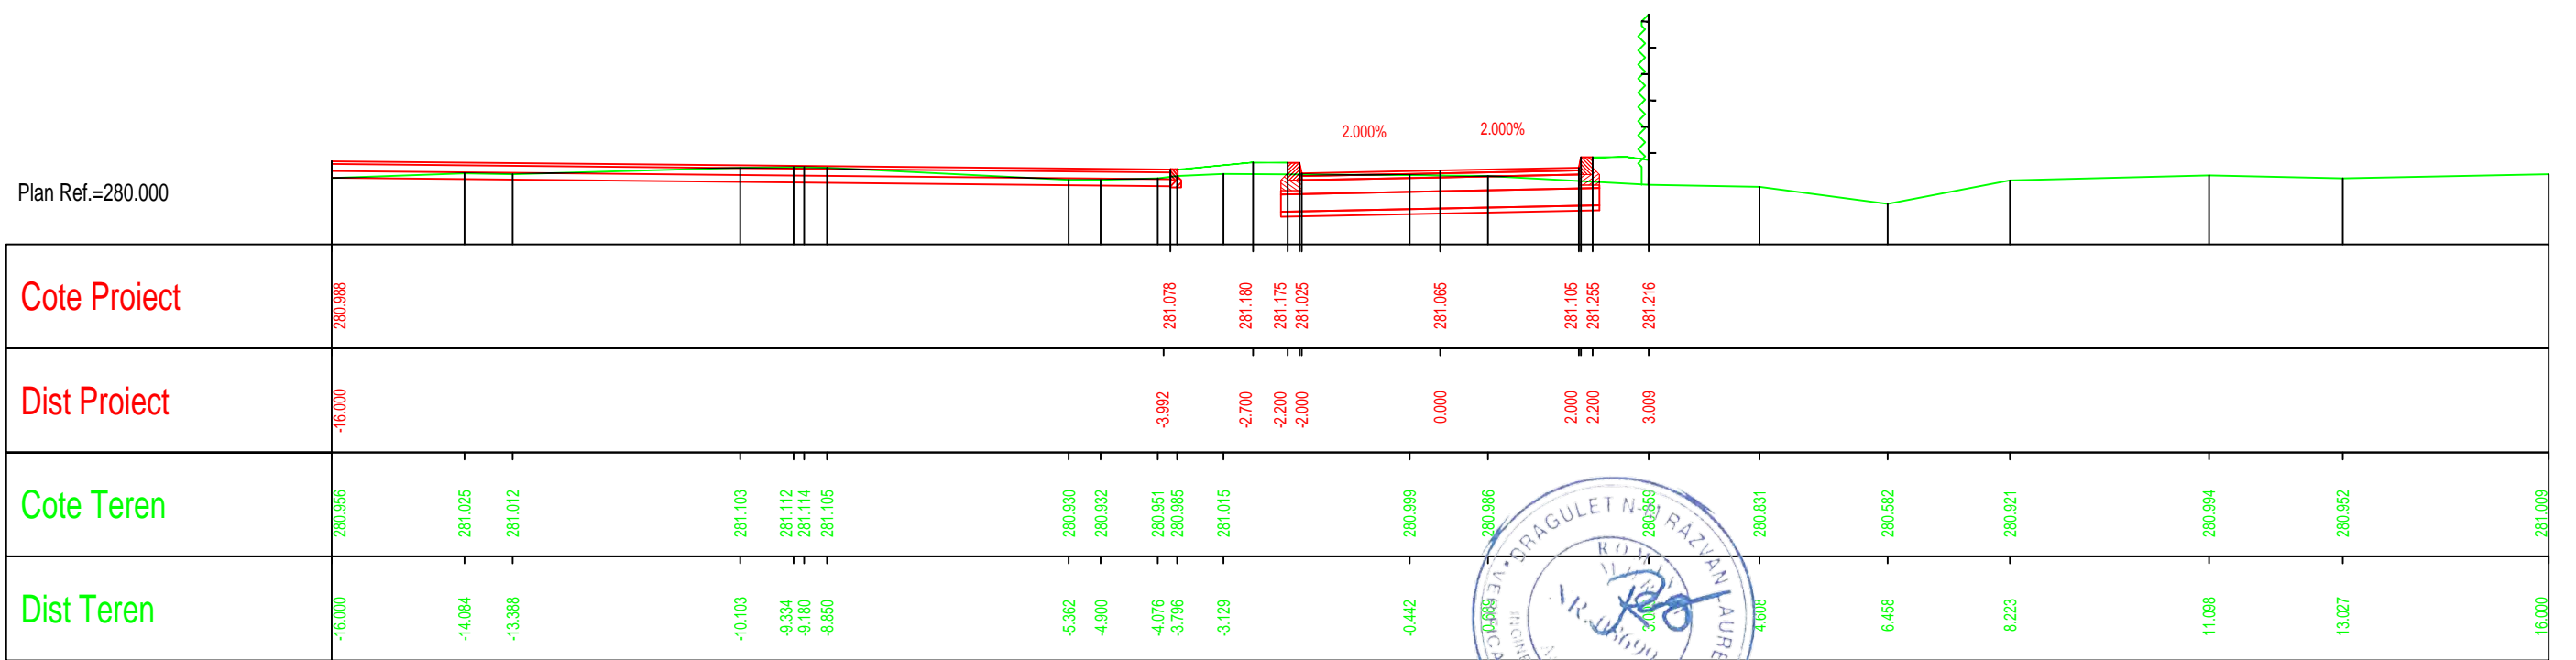 2.000% 2.000%
Plan Ref.=280.000
Cote Proiect 280.988 281.078 281.180 281.175 281.025 281.065 281.105 281.255 281.216
Dist Proiect -16.000 -3.992 -2.700 -2.200 -2.000 0.000 2.000 2.200 3.009
Cote Teren 280.956 281.025 281.012 281.103 281.112 281.114 281.105 280.930 280.932 280.951 280.985 281.015 280.999 280.986 280.831 280.582 280.921 280.994 280.952 281.009
Dist Teren -16.000 -14.084 -13.388 -10.103 -9.334 -9.180 -8.850 -5.362 -4.900 -4.076 -3.796 -3.129 -0.442 4.608 6.458 8.223 11.098 13.027 16.000
DRAGULET RAZVAN